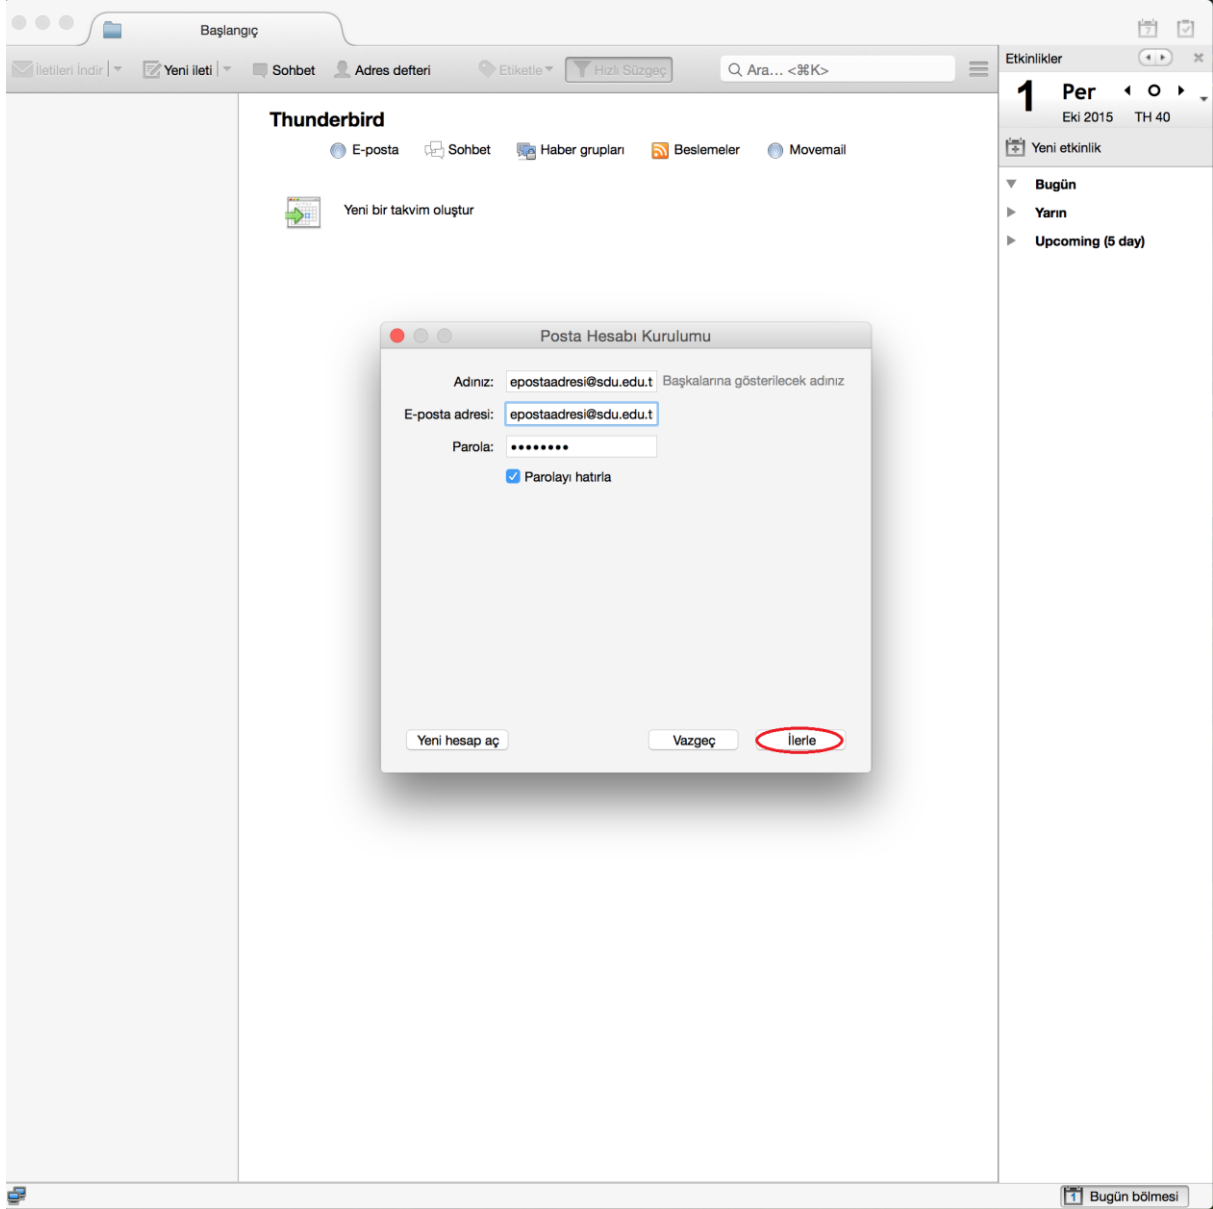 Başlangıç
7
İletileri İndir
Yeni ileti
Sohbet
Adres defteri
Etiketle
Hızlı Süzgeç
Ara... <⌘K>
Etkinlikler
1
Per
Eki 2015
TH 40
Yeni etkinlik
Bugün
Yarın
Upcoming (5 day)
Thunderbird
E-posta
Sohbet
Haber grupları
Beslemeler
Movemail
Yeni bir takvim oluştur
Posta Hesabı Kurulumu
Adınız: epostaadresi@sdu.edu.t Başkalarına gösterilecek adınız
E-posta adresi: epostaadresi@sdu.edu.t
Parola: ••••••••
Parolayı hatırla
Yeni hesap aç
Vazgeç
İlerle
1 Bugün bölmesi